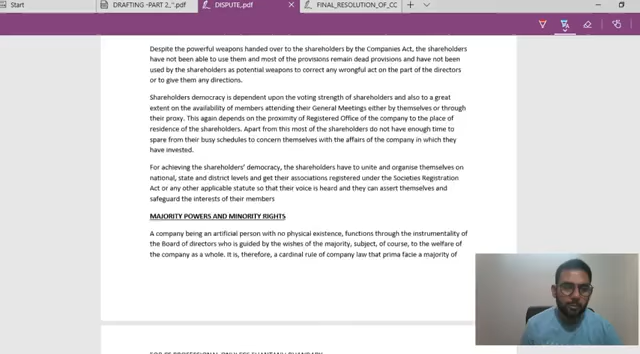 Start
DRAFTING -PART 2_".pdf
DISPUTE_.pdf
FINAL_RESOLUTION_OF_CC
Despite the powerful weapons handed over to the shareholders by the Companies Act, the shareholders
have not been able to use them and most of the provisions remain dead provisions and have not been
used by the shareholders as potential weapons to correct any wrongful act on the part of the directors
or to give them any directions.
Shareholders democracy is dependent upon the voting strength of shareholders and also to a great
extent on the availability of members attending their General Meetings either by themselves or through
their proxy. This again depends on the proximity of Registered Office of the company to the place of
residence of the shareholders. Apart from this most of the shareholders do not have enough time to
spare from their busy schedules to concern themselves with the affairs of the company in which they
have invested.
For achieving the shareholders' democracy, the shareholders have to unite and organise themselves on
national, state and district levels and get their associations registered under the Societies Registration
Act or any other applicable statute so that their voice is heard and they can assert themselves and
safeguard the interests of their members
MAJORITY POWERS AND MINORITY RIGHTS
A company being an artificial person with no physical existence, functions through the instrumentality of
the Board of directors who is guided by the wishes of the majority, subject, of course, to the welfare of
the company as a whole. It is, therefore, a cardinal rule of company law that prima facie a majority of